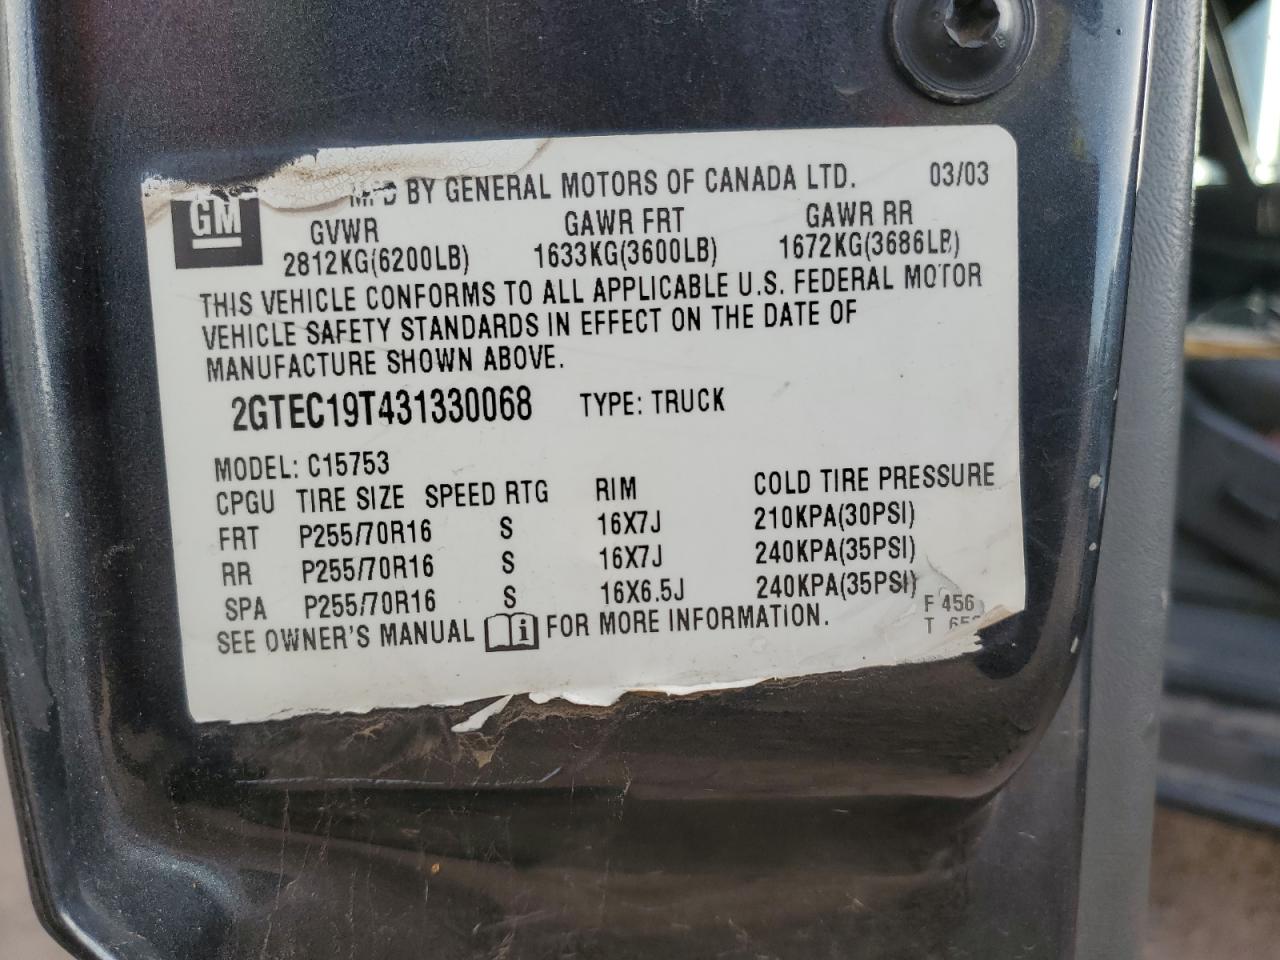 GM
MFD BY GENERAL MOTORS OF CANADA LTD. 03/03
GVWR GAWR FRT GAWR RR
2812KG(6200LB) 1633KG(3600LB) 1672KG(3686LB)
THIS VEHICLE CONFORMS TO ALL APPLICABLE U.S. FEDERAL MOTOR
VEHICLE SAFETY STANDARDS IN EFFECT ON THE DATE OF
MANUFACTURE SHOWN ABOVE.
2GTEC19T431330068 TYPE: TRUCK
MODEL: C15753
CPGU TIRE SIZE SPEED RTG RIM COLD TIRE PRESSURE
FRT P255/70R16 S 16X7J 210KPA(30PSI)
RR P255/70R16 S 16X7J 240KPA(35PSI)
SPA P255/70R16 S 16X6.5J 240KPA(35PSI)
SEE OWNER'S MANUAL i FOR MORE INFORMATION.
F 456
T